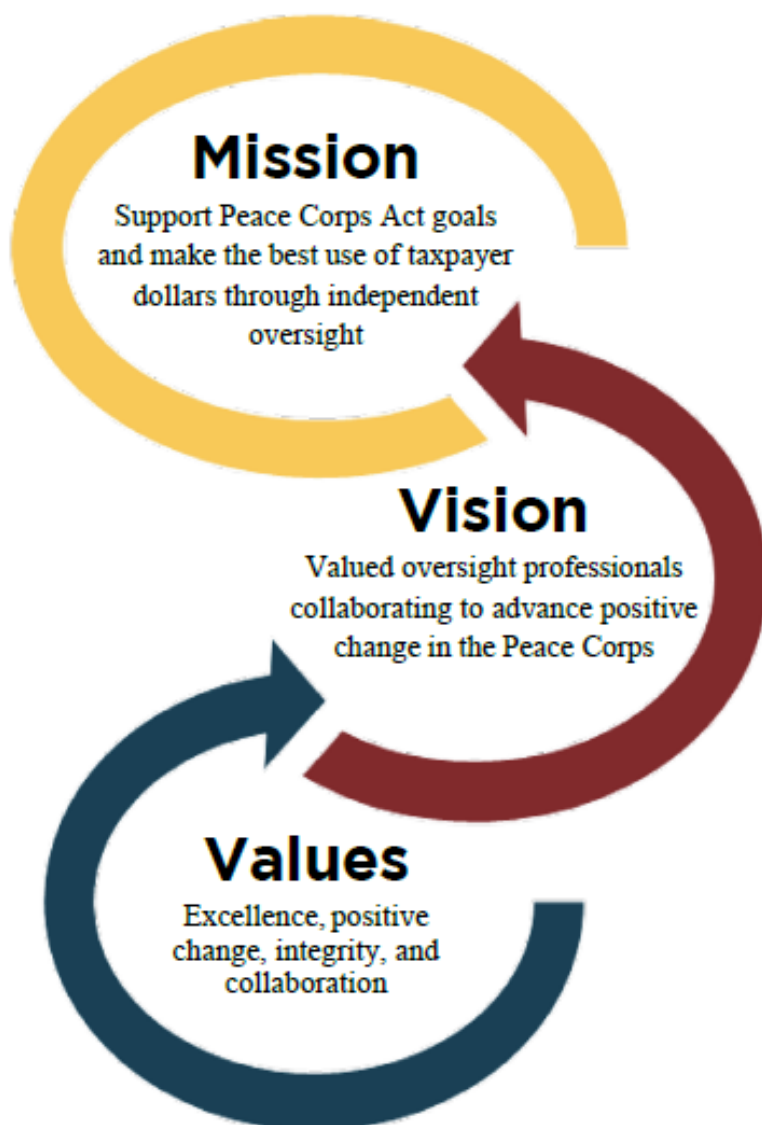 Mission
Support Peace Corps Act goals
and make the best use of taxpayer
dollars through independent
oversight
Vision
Valued oversight professionals
collaborating to advance positive
change in the Peace Corps
Values
Excellence, positive
change, integrity, and
collaboration